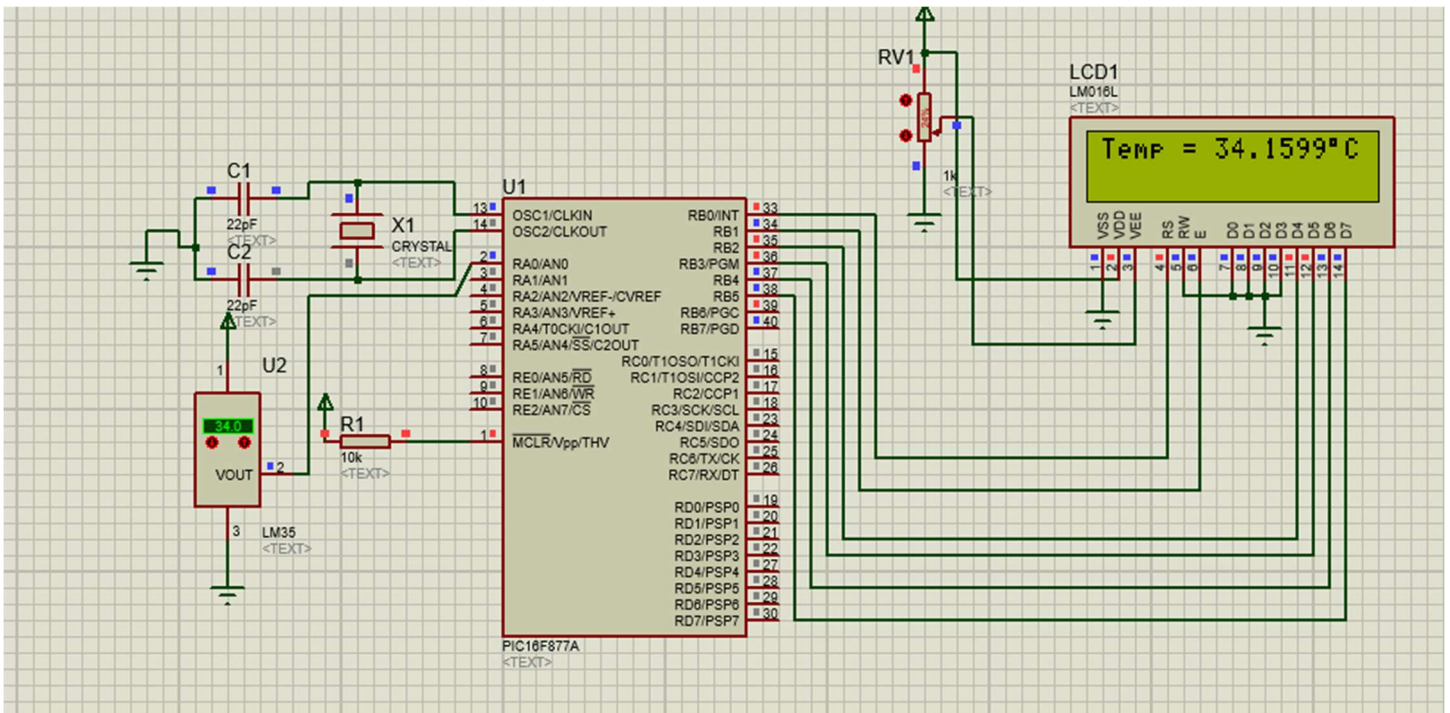 RV1
24%
1k
<TEXT>
LCD1
LM016L
<TEXT>
Temp = 34.1599°C
VSS VDD VEE RS RW E D0 D1 D2 D3 D4 D5 D6 D7
1 2 3 4 5 6 7 8 9 10 11 12 13 14
C1
22pF
<TEXT>
C2
22pF
<TEXT>
X1
CRYSTAL
<TEXT>
U1
13 OSC1/CLKIN RB0/INT 33
14 OSC2/CLKOUT RB1 34
RB2 35
2 RA0/AN0 RB3/PGM 36
3 RA1/AN1 RB4 37
4 RA2/AN2/VREF-/CVREF RB5 38
5 RA3/AN3/VREF+ RB6/PGC 39
6 RA4/T0CKI/C1OUT RB7/PGD 40
7 RA5/AN4/SS/C2OUT
RC0/T1OSO/T1CKI 15
8 RE0/AN5/RD RC1/T1OSI/CCP2 16
9 RE1/AN6/WR RC2/CCP1 17
10 RE2/AN7/CS RC3/SCK/SCL 18
RC4/SDI/SDA 23
1 MCLR/Vpp/THV RC5/SDO 24
RC6/TX/CK 25
RC7/RX/DT 26
RD0/PSP0 19
RD1/PSP1 20
RD2/PSP2 21
RD3/PSP3 22
RD4/PSP4 27
RD5/PSP5 28
RD6/PSP6 29
RD7/PSP7 30
PIC16F877A
<TEXT>
U2
1
34.0
VOUT 2
3
LM35
<TEXT>
R1
10k
<TEXT>